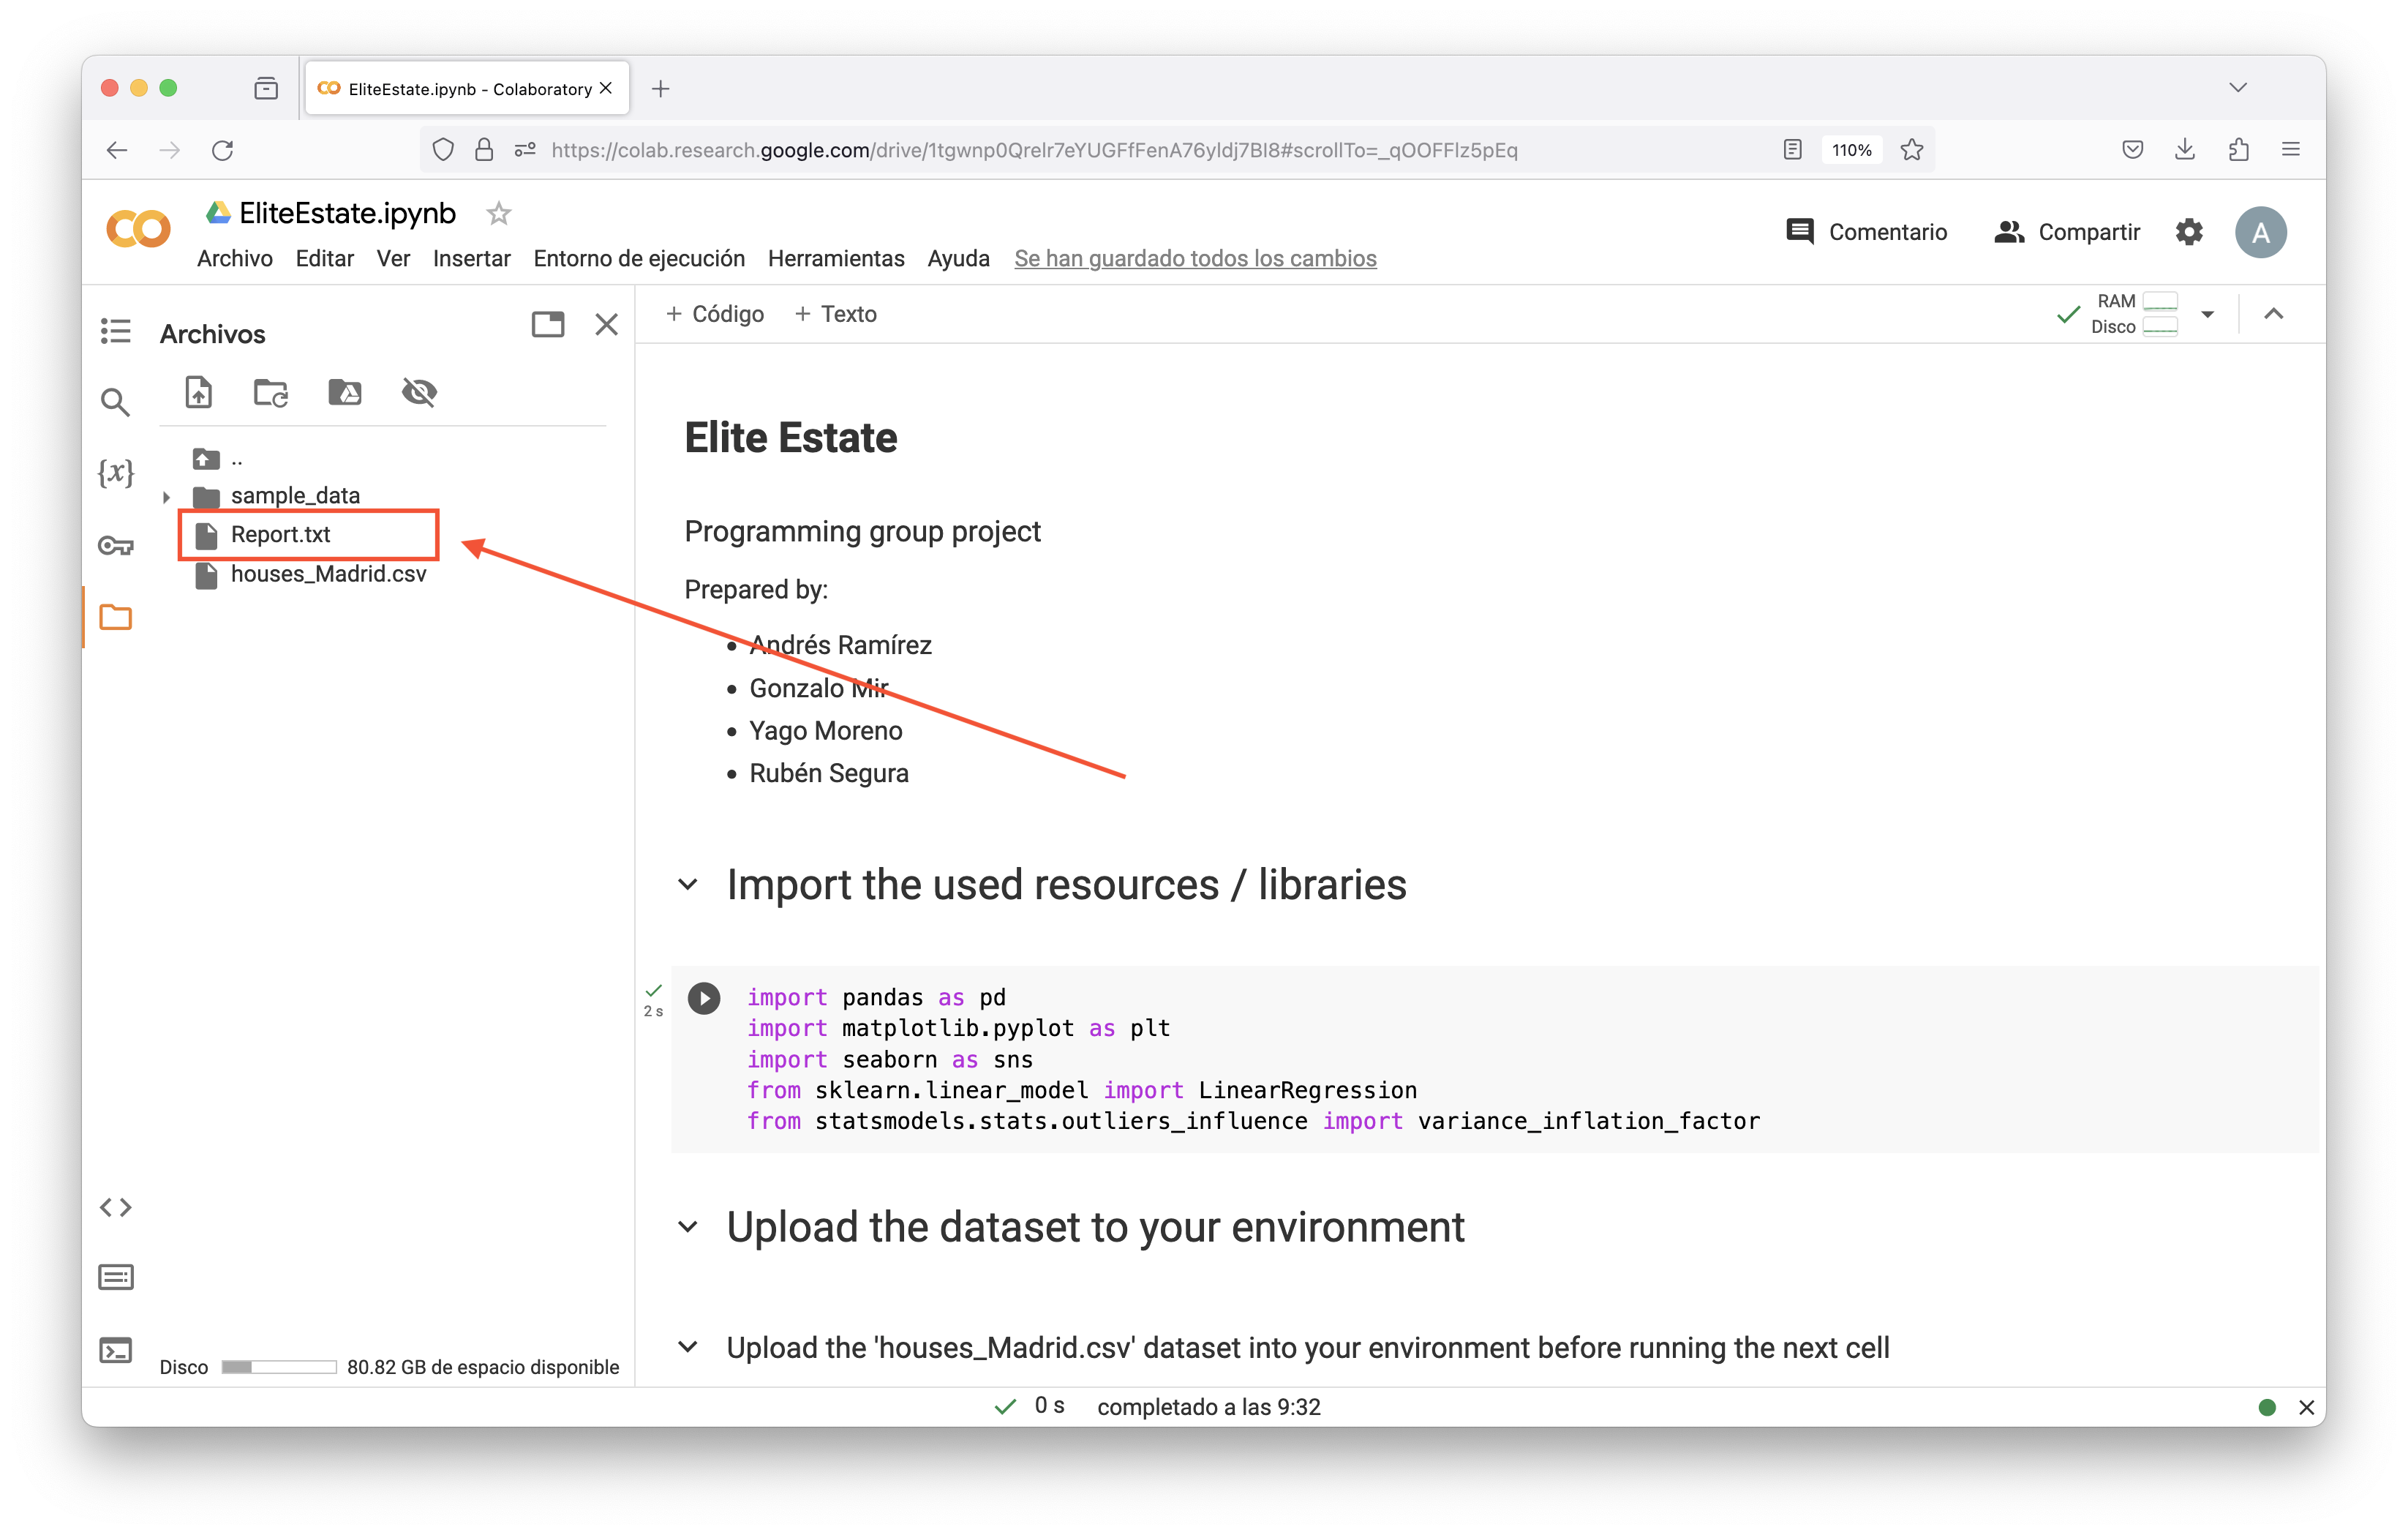 EliteEstate.ipynb - Colaboratory
https://colab.research.google.com/drive/1tgwnp0Qrelr7eYUGFfFenA76yldj7Bl8#scrollTo=_qOOFFlz5pEq
110%
EliteEstate.ipynb
Comentario
Compartir
A
Archivo Editar Ver Insertar Entorno de ejecución Herramientas Ayuda Se han guardado todos los cambios
Archivos
+ Código + Texto
RAM
Disco
{x}
..
sample_data
Report.txt
houses_Madrid.csv
Elite Estate
Programming group project
Prepared by:
• Andrés Ramírez
• Gonzalo Mir
• Yago Moreno
• Rubén Segura
Import the used resources / libraries
2 s
import pandas as pd
import matplotlib.pyplot as plt
import seaborn as sns
from sklearn.linear_model import LinearRegression
from statsmodels.stats.outliers_influence import variance_inflation_factor
Upload the dataset to your environment
Upload the 'houses_Madrid.csv' dataset into your environment before running the next cell
Disco 80.82 GB de espacio disponible
0 s completado a las 9:32